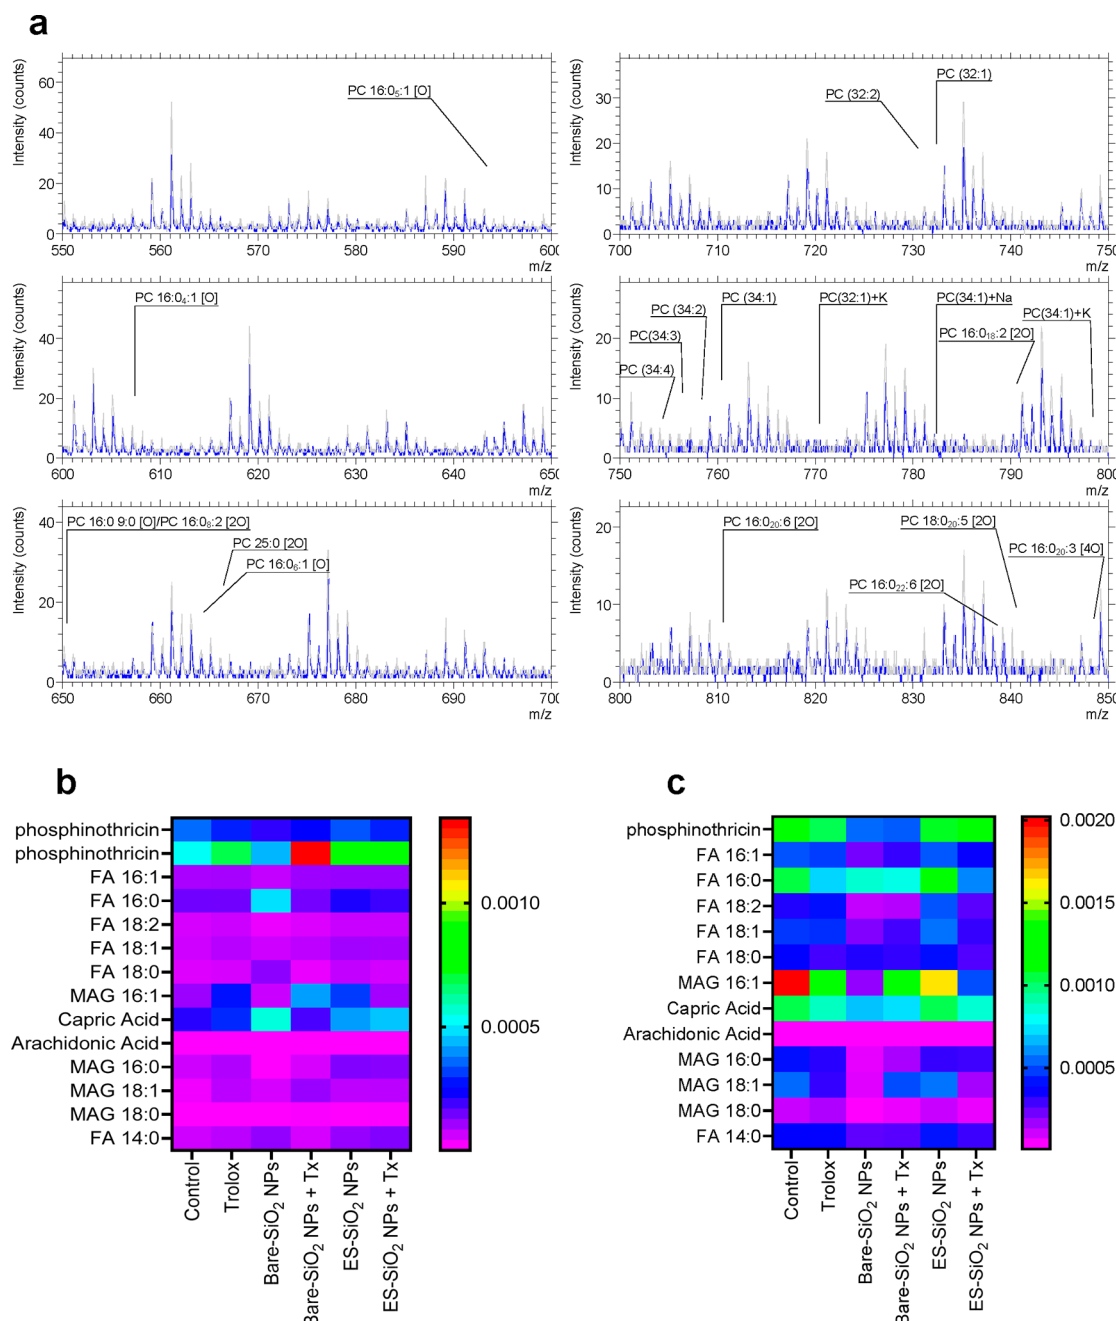 a
Intensity (counts)
60
40
20
0
PC 16:0₅:1 [O]
550 560 570 580 590 600
m/z
Intensity (counts)
30
20
10
0
PC (32:2)
PC (32:1)
700 710 720 730 740 750
m/z
Intensity (counts)
40
20
0
PC 16:0₄:1 [O]
600 610 620 630 640 650
m/z
Intensity (counts)
20
10
0
PC (34:4)
PC(34:3)
PC (34:2)
PC (34:1)
PC(32:1)+K
PC(34:1)+Na
PC 16:0₁₈:2 [2O]
PC(34:1)+K
750 760 770 780 790 800
m/z
Intensity (counts)
40
20
0
PC 16:0 9:0 [O]/PC 16:0₈:2 [2O]
PC 25:0 [2O]
PC 16:0₆:1 [O]
650 660 670 680 690 700
m/z
Intensity (counts)
20
10
0
PC 16:0₂₀:6 [2O]
PC 18:0₂₀:5 [2O]
PC 16:0₂₂:6 [2O]
PC 16:0₂₀:3 [4O]
800 810 820 830 840 850
m/z
b
phosphinothricin
phosphinothricin
FA 16:1
FA 16:0
FA 18:2
FA 18:1
FA 18:0
MAG 16:1
Capric Acid
Arachidonic Acid
MAG 16:0
MAG 18:1
MAG 18:0
FA 14:0
0.0010
0.0005
Control
Trolox
Bare-SiO₂ NPs
Bare-SiO₂ NPs + Tx
ES-SiO₂ NPs
ES-SiO₂ NPs + Tx
c
phosphinothricin
FA 16:1
FA 16:0
FA 18:2
FA 18:1
FA 18:0
MAG 16:1
Capric Acid
Arachidonic Acid
MAG 16:0
MAG 18:1
MAG 18:0
FA 14:0
0.0020
0.0015
0.0010
0.0005
Control
Trolox
Bare-SiO₂ NPs
Bare-SiO₂ NPs + Tx
ES-SiO₂ NPs
ES-SiO₂ NPs + Tx